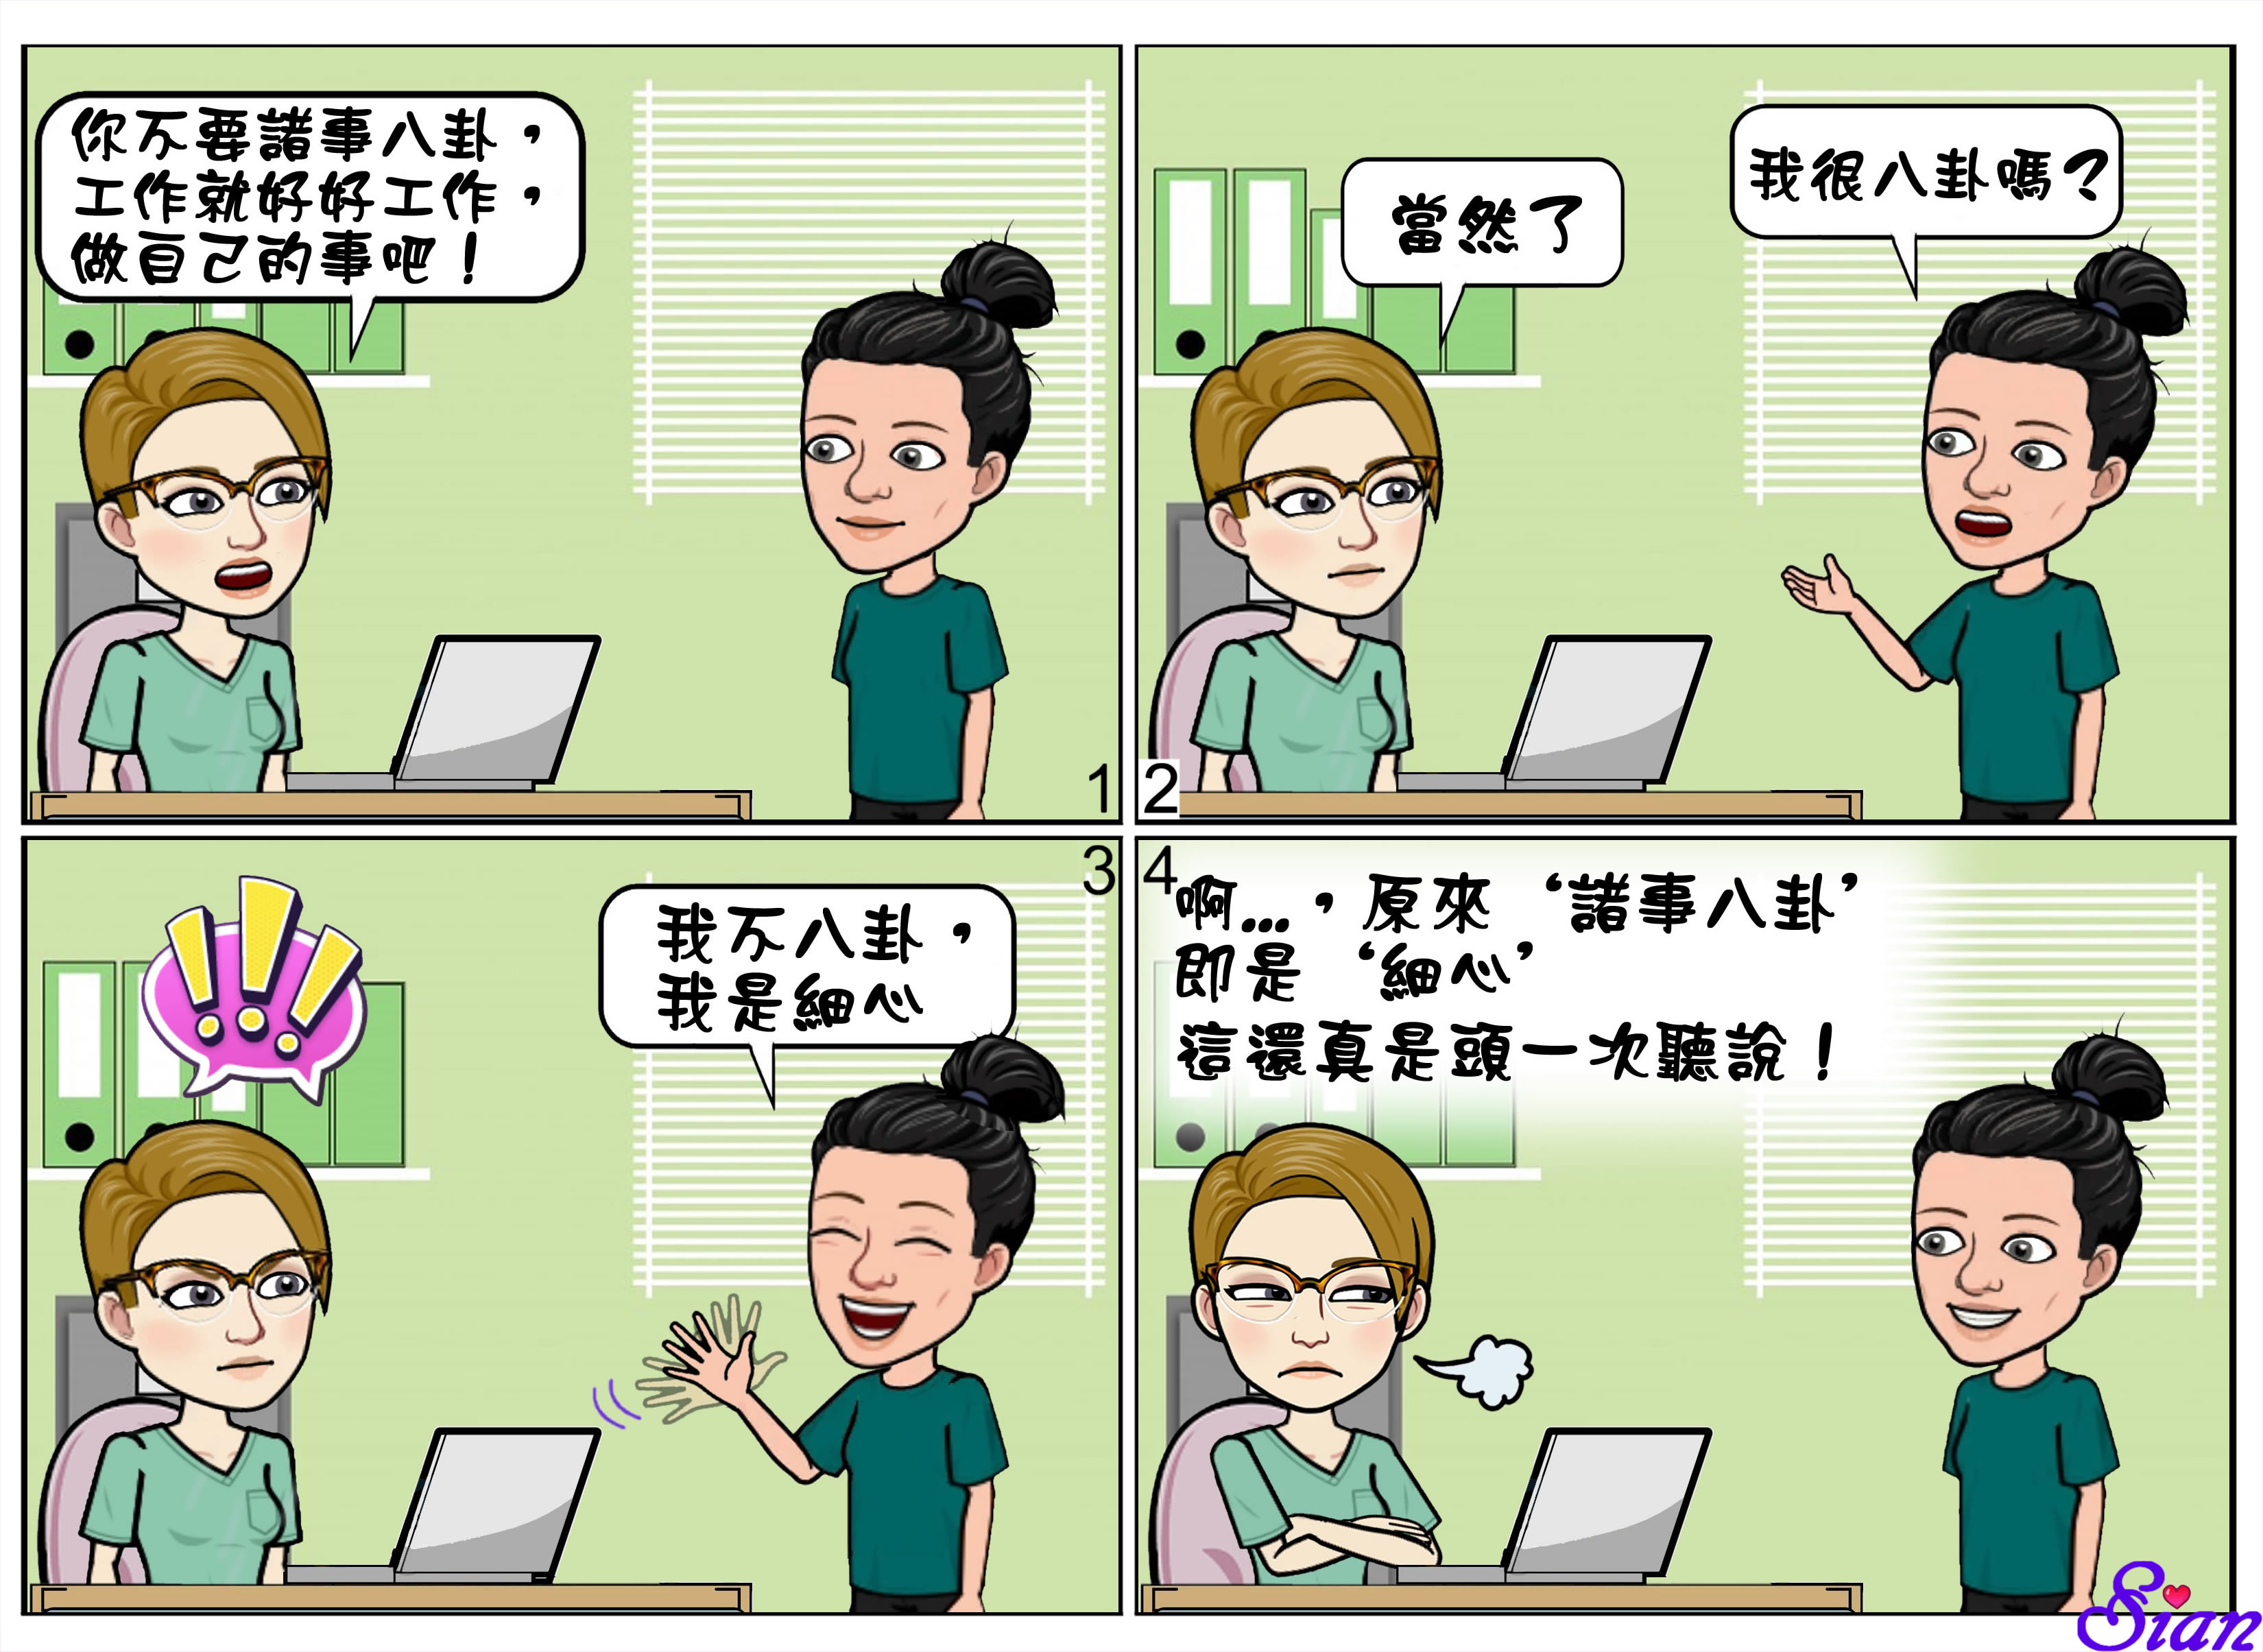 你不要諸事八卦，
工作就好好工作，
做自己的事吧！
1
我很八卦嗎？
當然了
2
3
我不八卦，
我是細心
4
啊...，原來‘諸事八卦’
即是‘細心’
這還真是頭一次聽說！
Sian